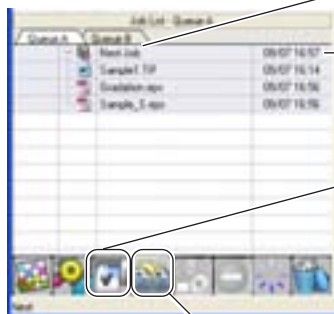 Job List - Queue A
Queue A
Queue B
Next Job 09/07 16:57
Sample1.TIF 09/07 16:14
Gradation.eps 09/07 16:56
Sample_S.eps 09/07 16:56